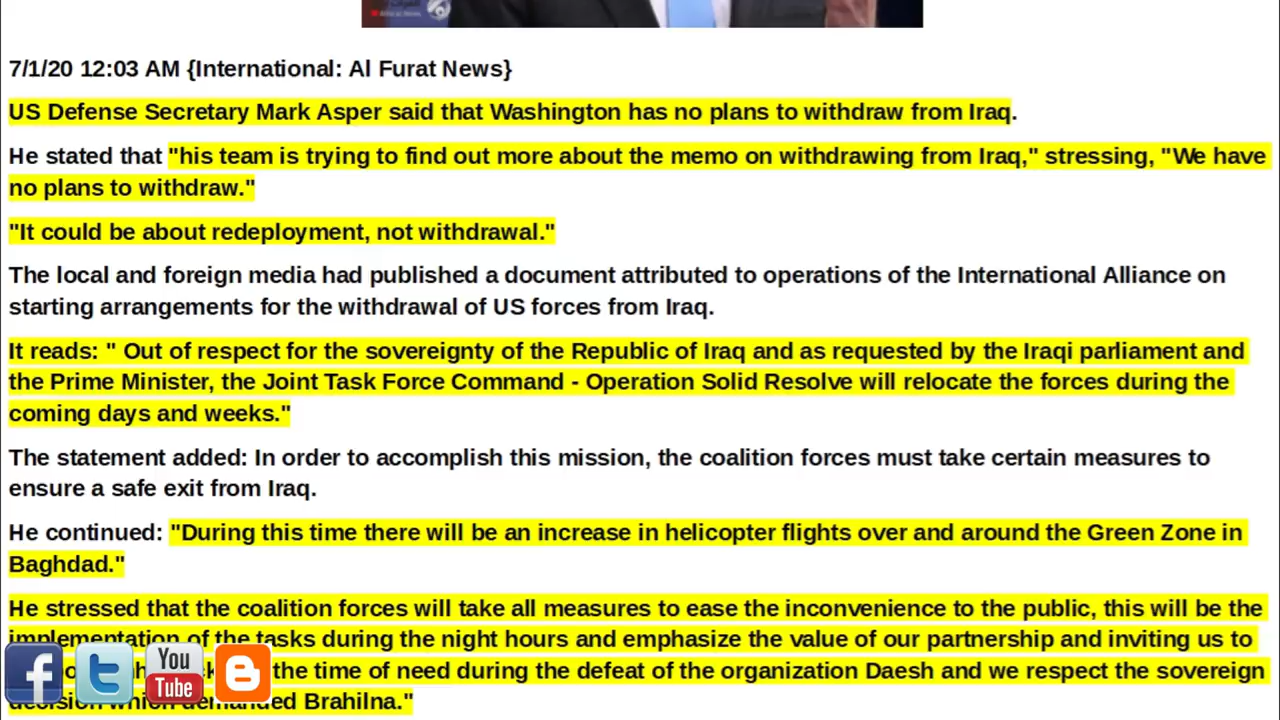 7/1/20 12:03 AM {International: Al Furat News}
US Defense Secretary Mark Asper said that Washington has no plans to withdraw from Iraq.
He stated that "his team is trying to find out more about the memo on withdrawing from Iraq," stressing, "We have
no plans to withdraw."
"It could be about redeployment, not withdrawal."
The local and foreign media had published a document attributed to operations of the International Alliance on
starting arrangements for the withdrawal of US forces from Iraq.
It reads: " Out of respect for the sovereignty of the Republic of Iraq and as requested by the Iraqi parliament and
the Prime Minister, the Joint Task Force Command - Operation Solid Resolve will relocate the forces during the
coming days and weeks."
The statement added: In order to accomplish this mission, the coalition forces must take certain measures to
ensure a safe exit from Iraq.
He continued: "During this time there will be an increase in helicopter flights over and around the Green Zone in
Baghdad."
He stressed that the coalition forces will take all measures to ease the inconvenience to the public, this will be the
implementation of the tasks during the night hours and emphasize the value of our partnership and inviting us to
the time of need during the defeat of the organization Daesh and we respect the sovereign
decision which demanded Brahilna."
You
Tube